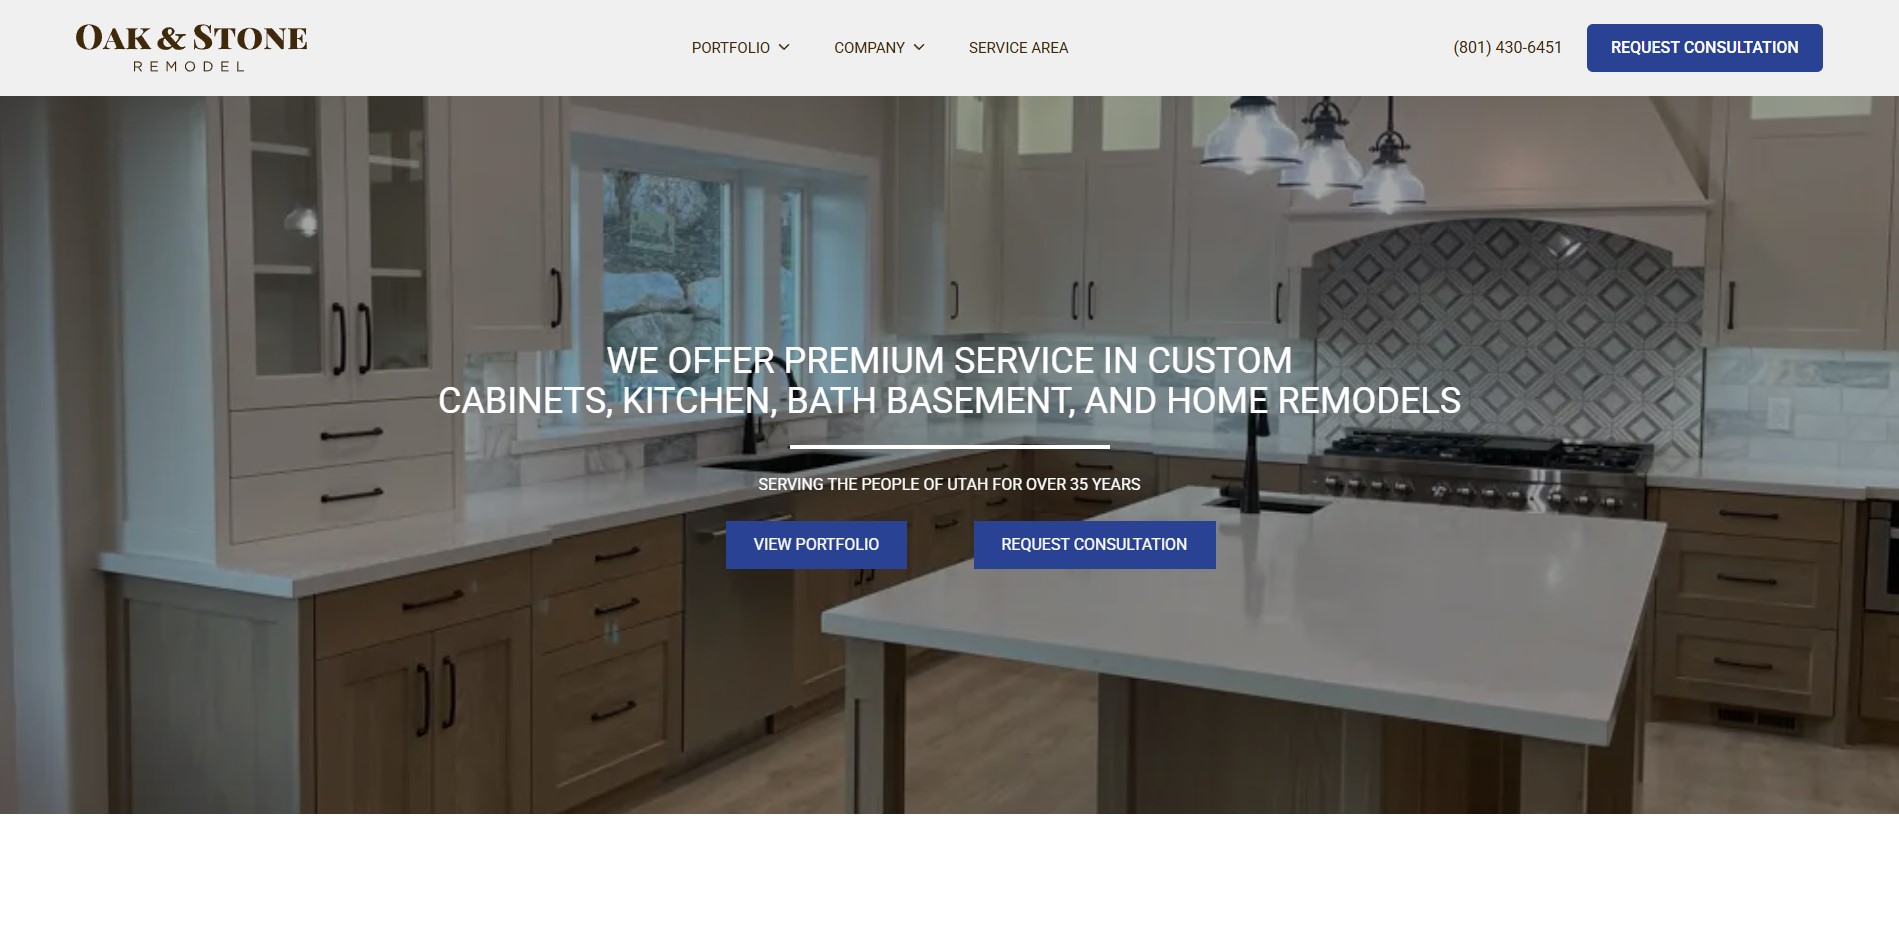 OAK & STONE
REMODEL
PORTFOLIO
COMPANY
SERVICE AREA
(801) 430-6451
REQUEST CONSULTATION
WE OFFER PREMIUM SERVICE IN CUSTOM
CABINETS, KITCHEN, BATH BASEMENT, AND HOME REMODELS
SERVING THE PEOPLE OF UTAH FOR OVER 35 YEARS
VIEW PORTFOLIO
REQUEST CONSULTATION